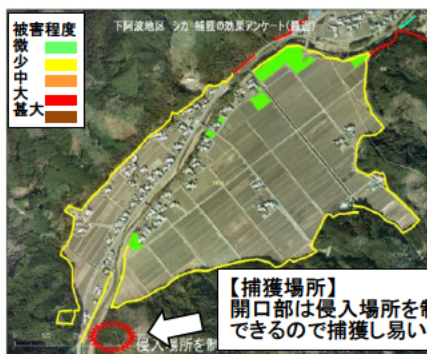 下阿波地区 シカ 捕獲の効果アンケート(最近)
被害程度
微
少
中
大
甚大
【捕獲場所】
開口部は侵入場所を制
できるので捕獲し易い
侵入場所を制